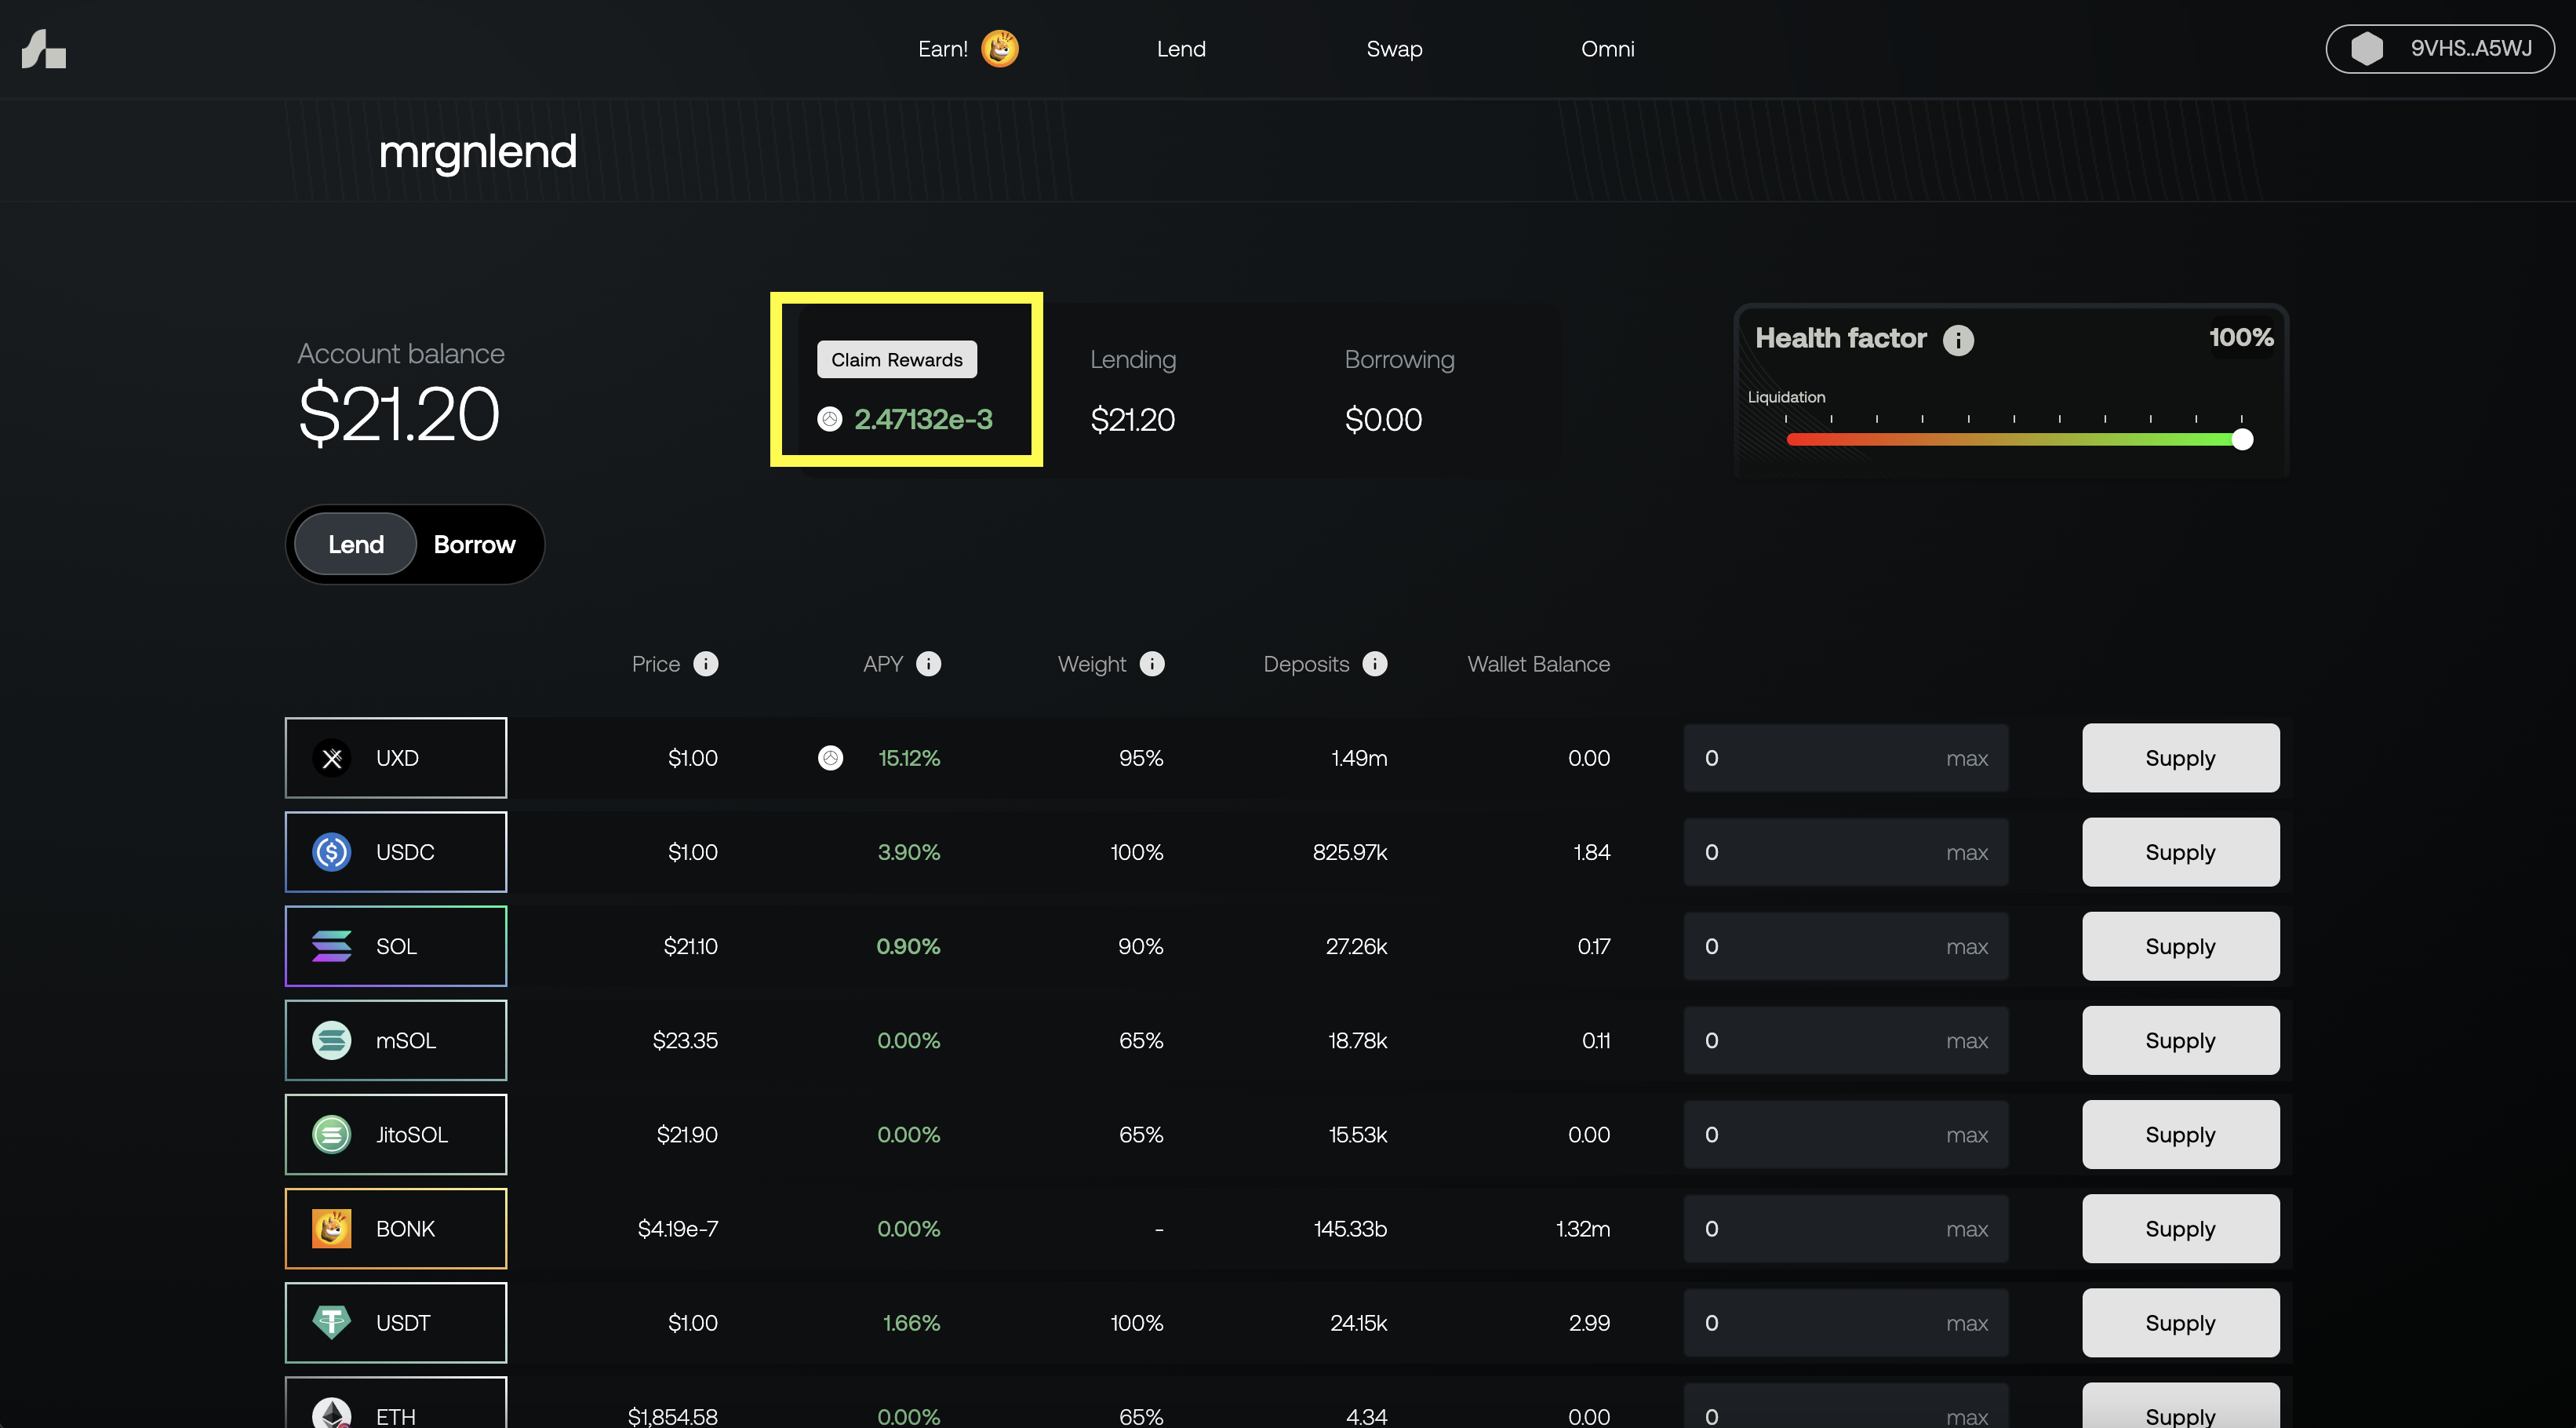 Earn! Lend Swap Omni 9VHS..A5WJ
mrgnlend
Account balance
$21.20
Claim Rewards Lending Borrowing
2.47132e-3 $21.20 $0.00
Health factor 100%
Liquidation
Lend Borrow
Price APY Weight Deposits Wallet Balance
UXD $1.00 15.12% 95% 1.49m 0.00 0 max Supply
USDC $1.00 3.90% 100% 825.97k 1.84 0 max Supply
SOL $21.10 0.90% 90% 27.26k 0.17 0 max Supply
mSOL $23.35 0.00% 65% 18.78k 0.11 0 max Supply
JitoSOL $21.90 0.00% 65% 15.53k 0.00 0 max Supply
BONK $4.19e-7 0.00% - 145.33b 1.32m 0 max Supply
USDT $1.00 1.66% 100% 24.15k 2.99 0 max Supply
ETH $1,854.58 0.00% 65% 4.34 0.00 0 max Supply